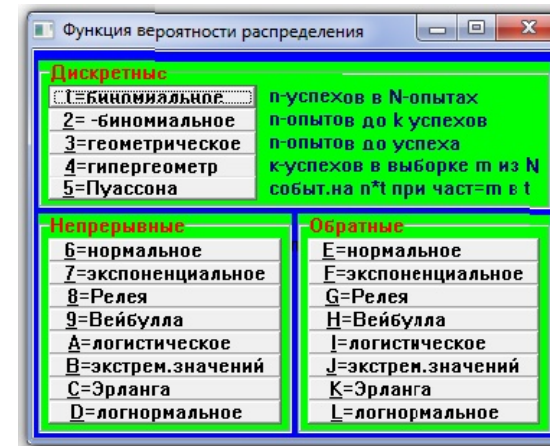 Функция вероятности распределения
Дискретные
1=биномиальное n-успехов в N-опытах
2= -биномиальное n-опытов до k успехов
3=геометрическое n-опытов до успеха
4=гипергеометр к-успехов в выборке m из N
5=Пуассона событ.на n*t при част=m в t
Непрерывные
6=нормальное
7=экспоненциальное
8=Релея
9=Вейбулла
A=логистическое
B=экстрем.значений
C=Эрланга
D=логнормальное
Обратные
E=нормальное
F=экспоненциальное
G=Релея
H=Вейбулла
I=логистическое
J=экстрем.значений
K=Эрланга
L=логнормальное